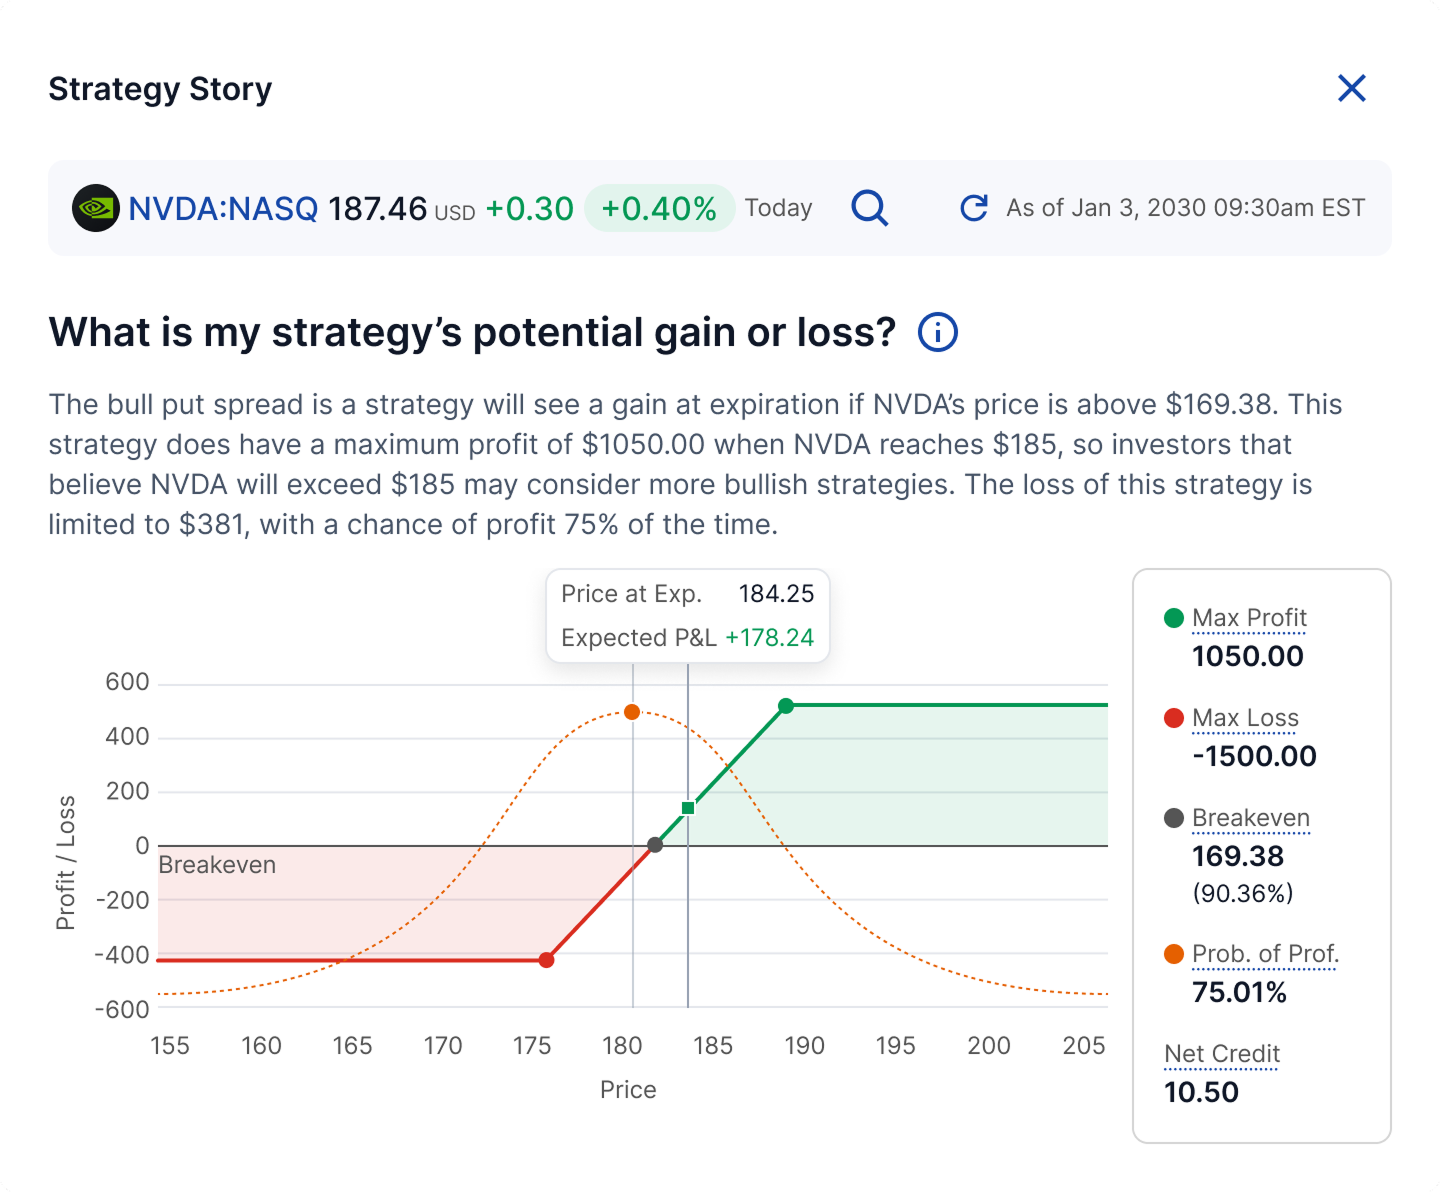 Strategy Story
NVDA:NASQ 187.46 USD +0.30 +0.40% Today
As of Jan 3, 2030 09:30am EST
What is my strategy’s potential gain or loss?
The bull put spread is a strategy will see a gain at expiration if NVDA’s price is above $169.38. This
strategy does have a maximum profit of $1050.00 when NVDA reaches $185, so investors that
believe NVDA will exceed $185 may consider more bullish strategies. The loss of this strategy is
limited to $381, with a chance of profit 75% of the time.
Price at Exp. 184.25
Expected P&L +178.24
Profit / Loss
600
400
200
0
-200
-400
-600
Breakeven
155 160 165 170 175 180 185 190 195 200 205
Price
Max Profit
1050.00
Max Loss
-1500.00
Breakeven
169.38
(90.36%)
Prob. of Prof.
75.01%
Net Credit
10.50